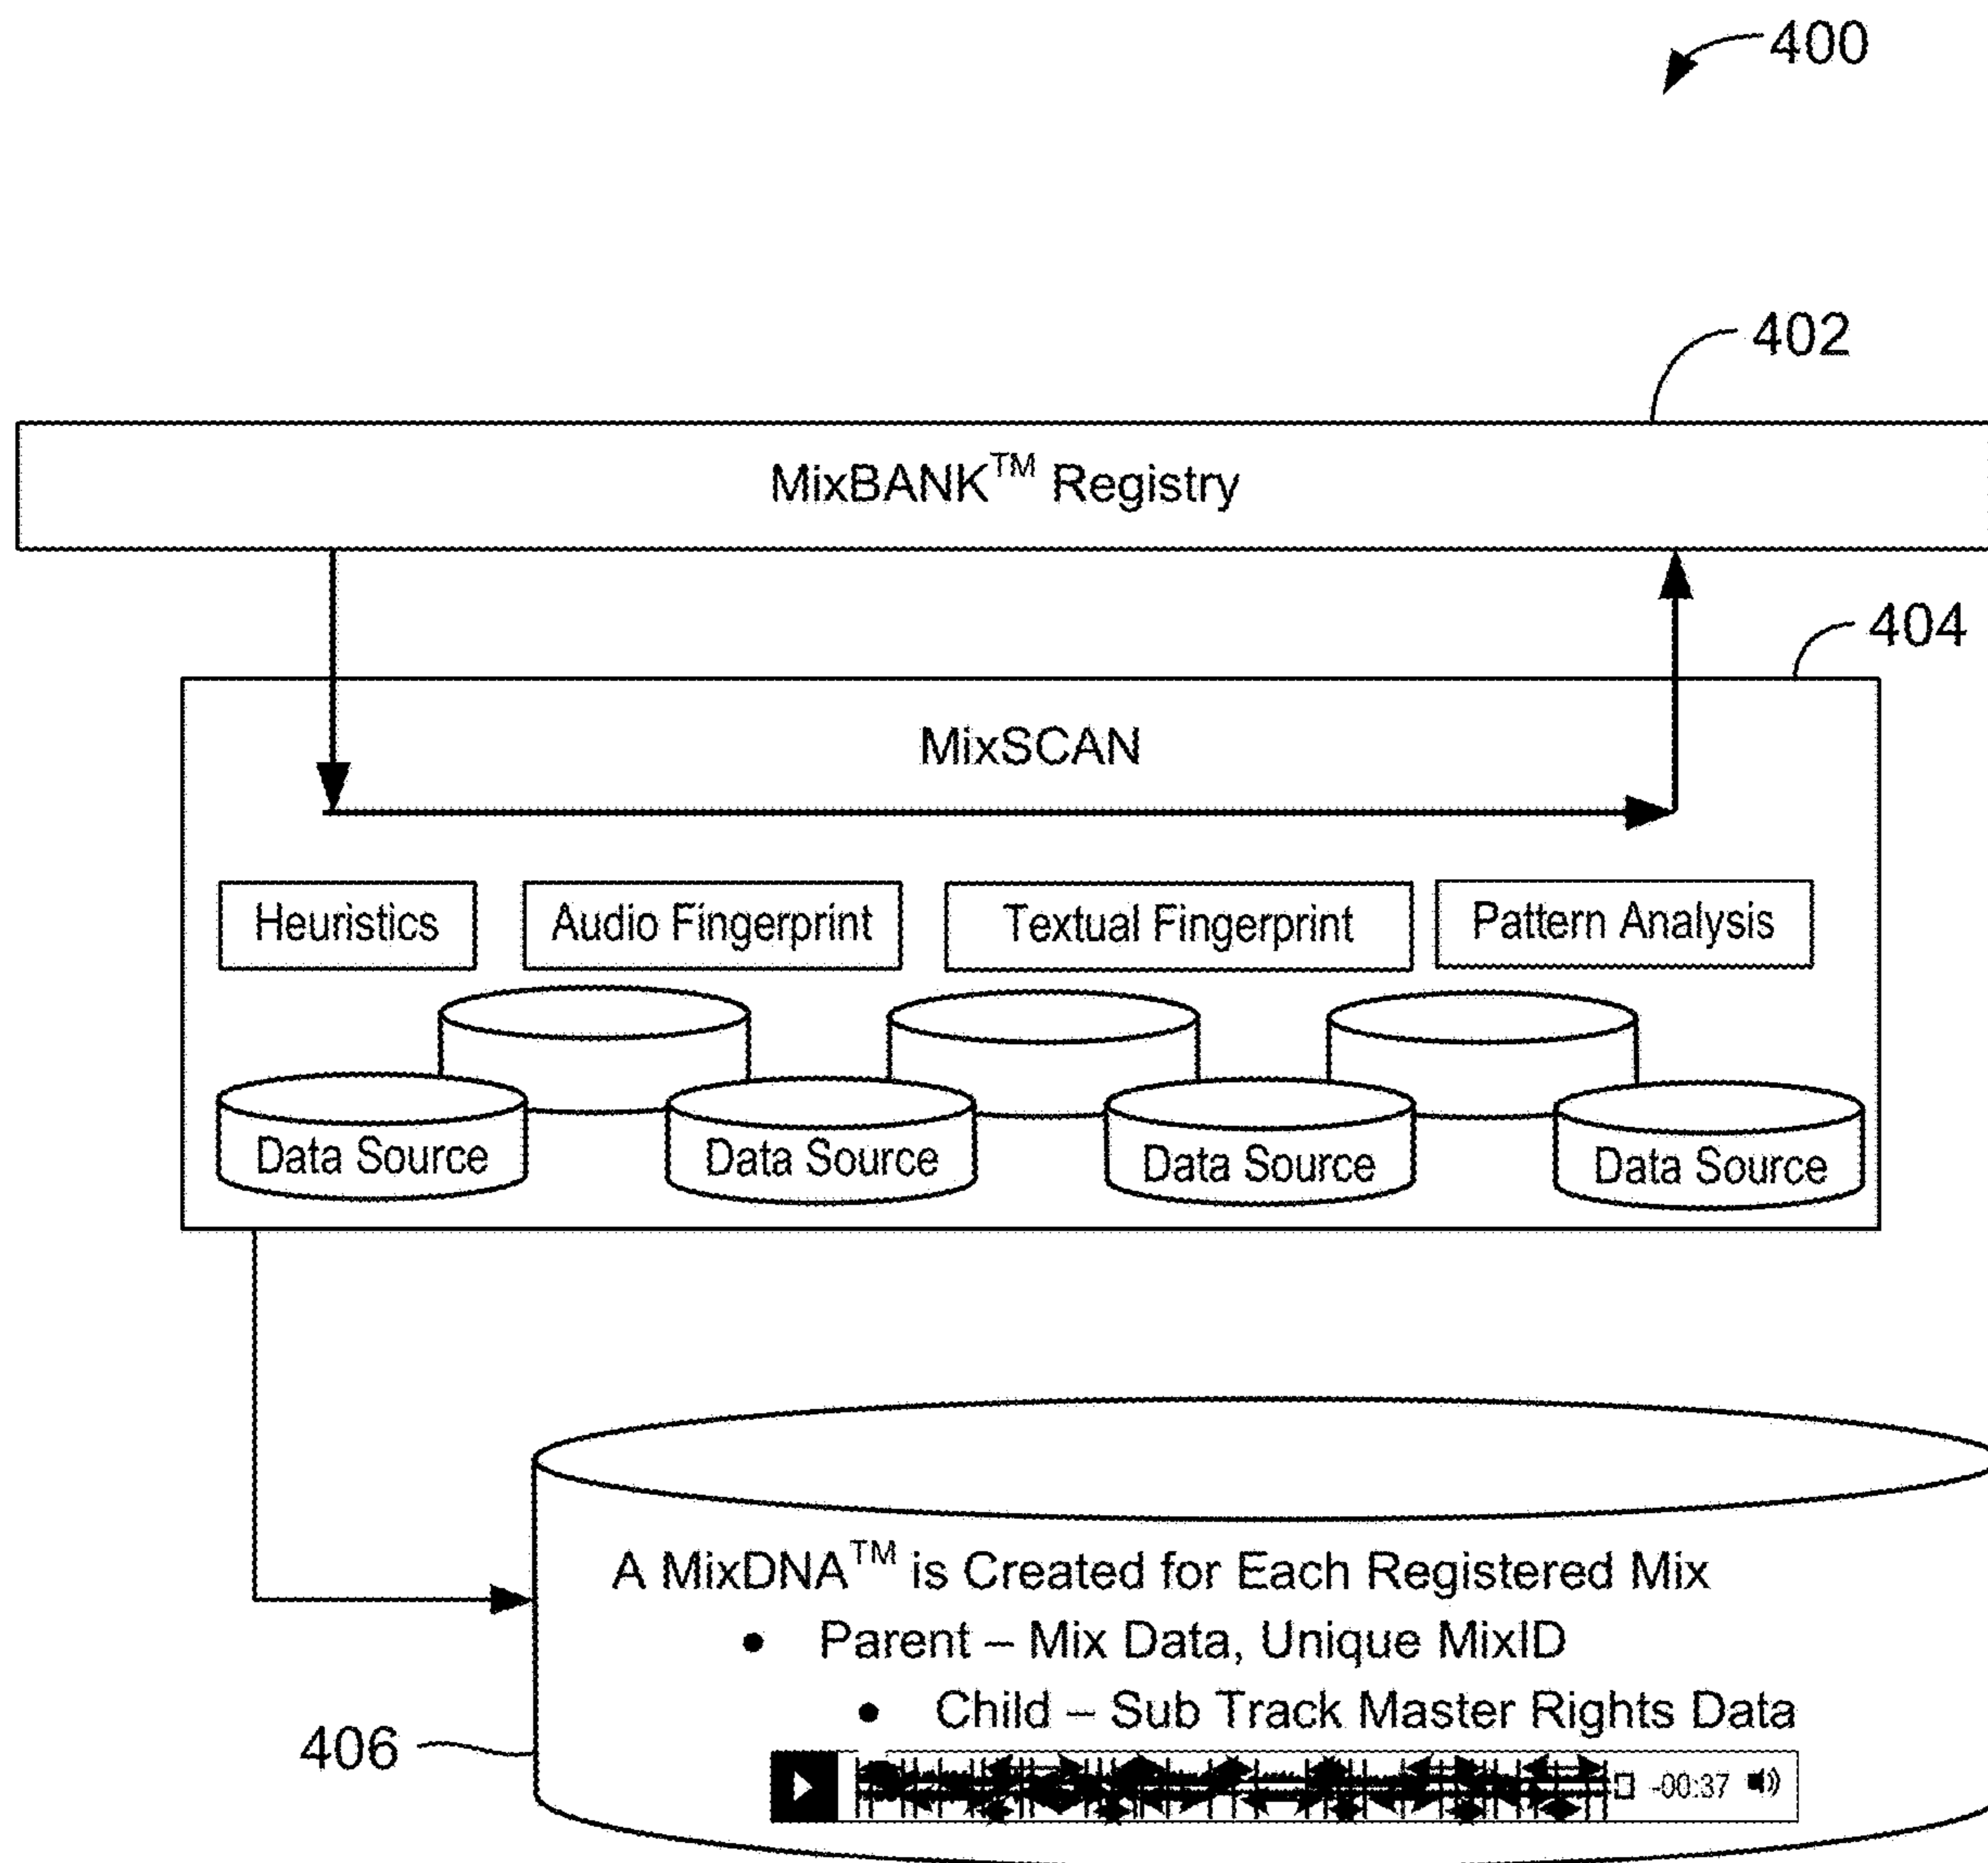 400
402
MixBANK™ Registry
404
MixSCAN
Heuristics
Audio Fingerprint
Textual Fingerprint
Pattern Analysis
Data Source
Data Source
Data Source
Data Source
A MixDNA™ is Created for Each Registered Mix
• Parent – Mix Data, Unique MixID
• Child – Sub Track Master Rights Data
406
-00:37